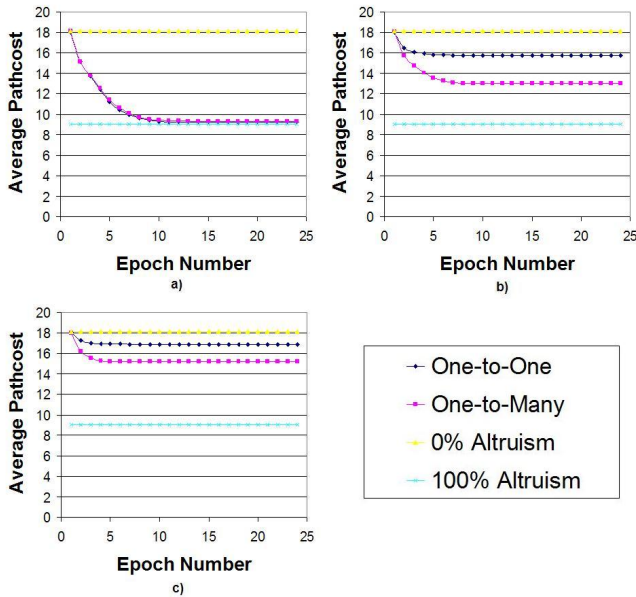 20
18
16
14
12
10
8
6
4
2
0
Average Pathcost
0 5 10 15 20 25
Epoch Number
a)
20
18
16
14
12
10
8
6
4
2
0
Average Pathcost
0 5 10 15 20 25
Epoch Number
b)
20
18
16
14
12
10
8
6
4
2
0
Average Pathcost
0 5 10 15 20 25
Epoch Number
c)
One-to-One
One-to-Many
0% Altruism
100% Altruism